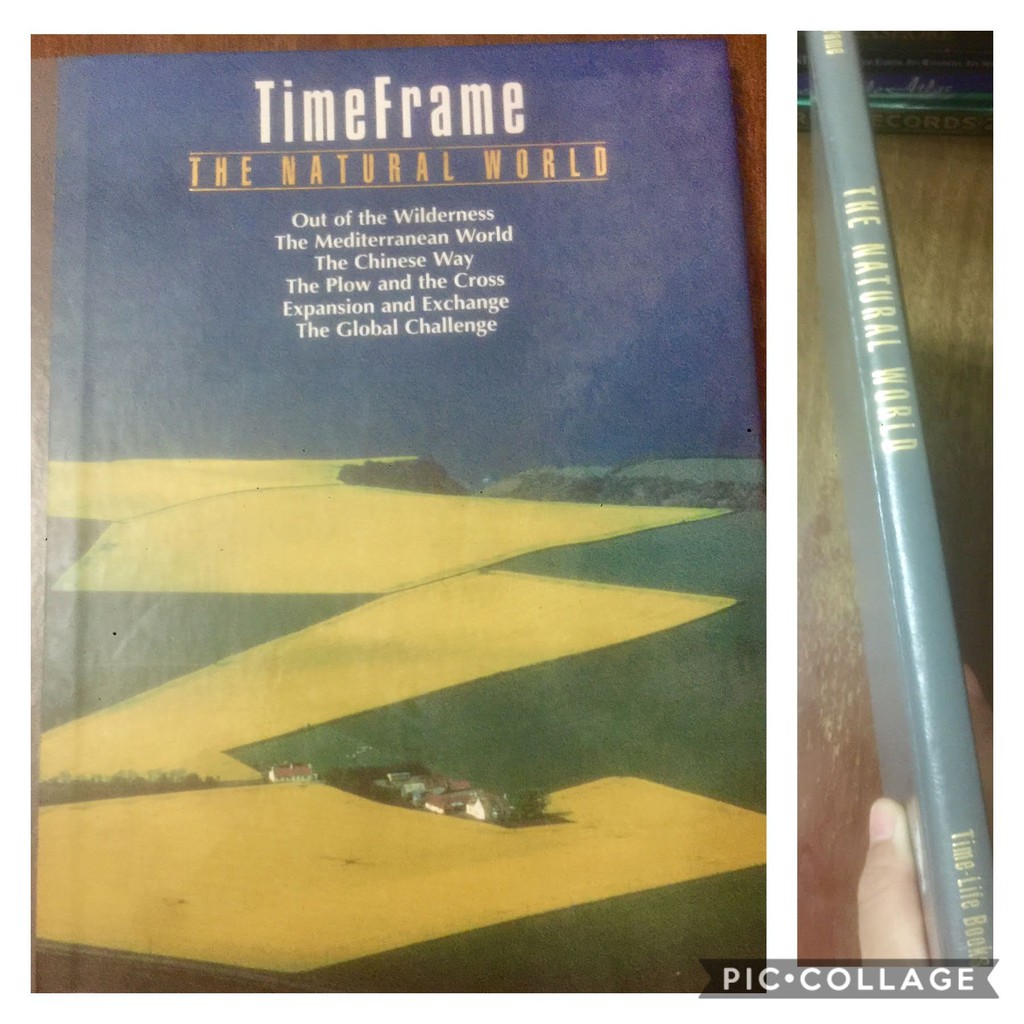 TimeFrame
THE NATURAL WORLD
Out of the Wilderness
The Mediterranean World
The Chinese Way
The Plow and the Cross
Expansion and Exchange
The Global Challenge
THE NATURAL WORLD
Time-Life Books
RECORDS
PIC•COLLAGE